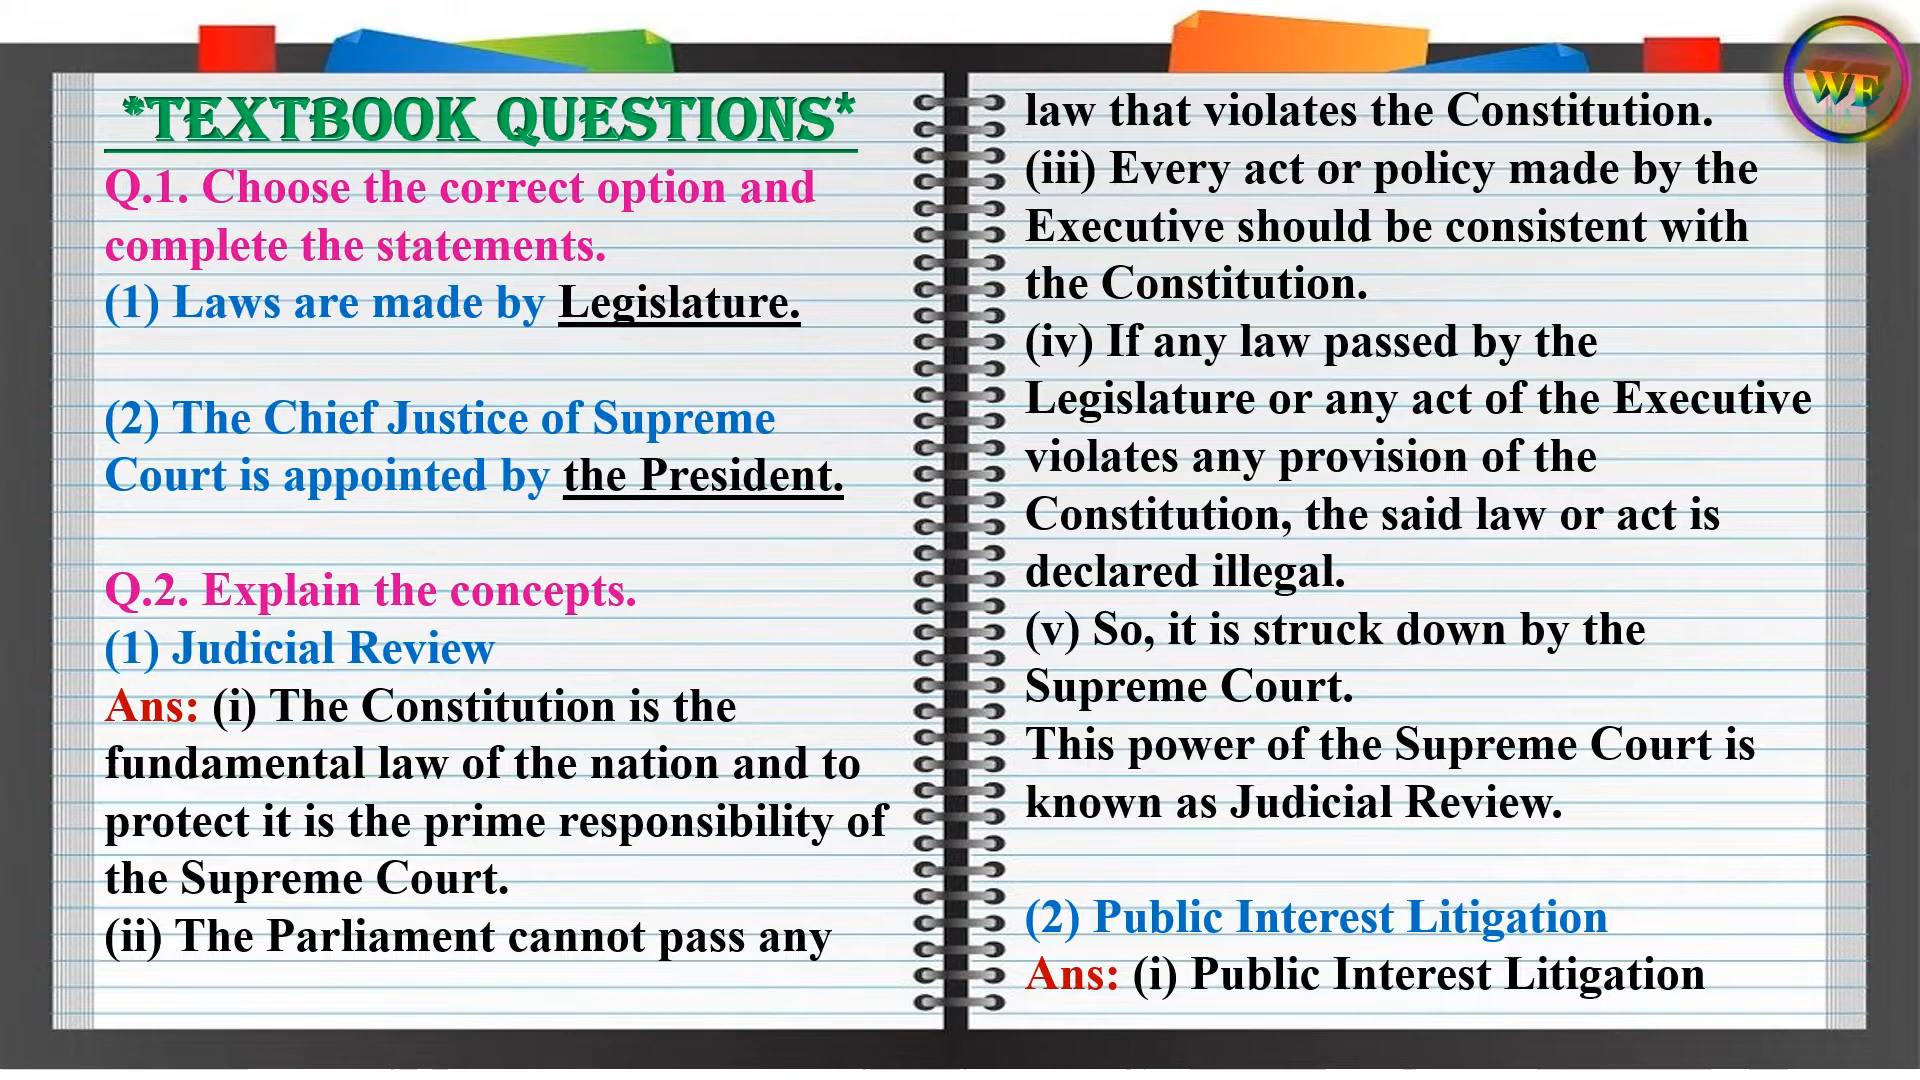 *TEXTBOOK QUESTIONS*
Q.1. Choose the correct option and
complete the statements.
(1) Laws are made by Legislature.
(2) The Chief Justice of Supreme
Court is appointed by the President.
Q.2. Explain the concepts.
(1) Judicial Review
Ans: (i) The Constitution is the
fundamental law of the nation and to
protect it is the prime responsibility of
the Supreme Court.
(ii) The Parliament cannot pass any
law that violates the Constitution.
(iii) Every act or policy made by the
Executive should be consistent with
the Constitution.
(iv) If any law passed by the
Legislature or any act of the Executive
violates any provision of the
Constitution, the said law or act is
declared illegal.
(v) So, it is struck down by the
Supreme Court.
This power of the Supreme Court is
known as Judicial Review.
(2) Public Interest Litigation
Ans: (i) Public Interest Litigation
WE